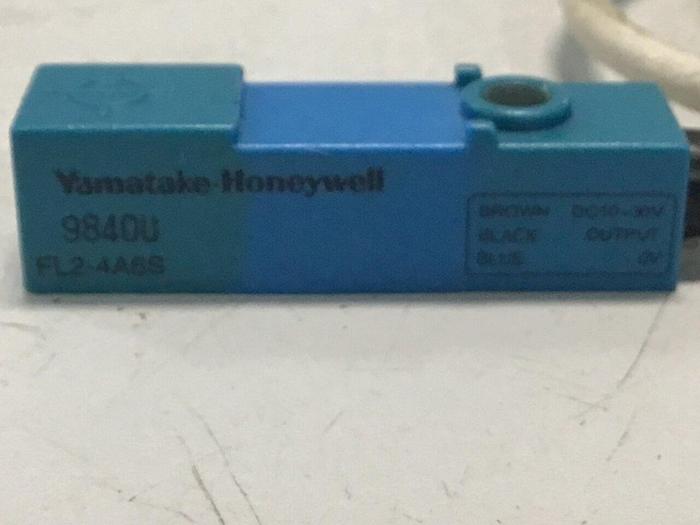 Yamatake-Honeywell
9840U
FL2-4A6S
BROWN DC10-30V
BLACK OUTPUT
BLUE 0V